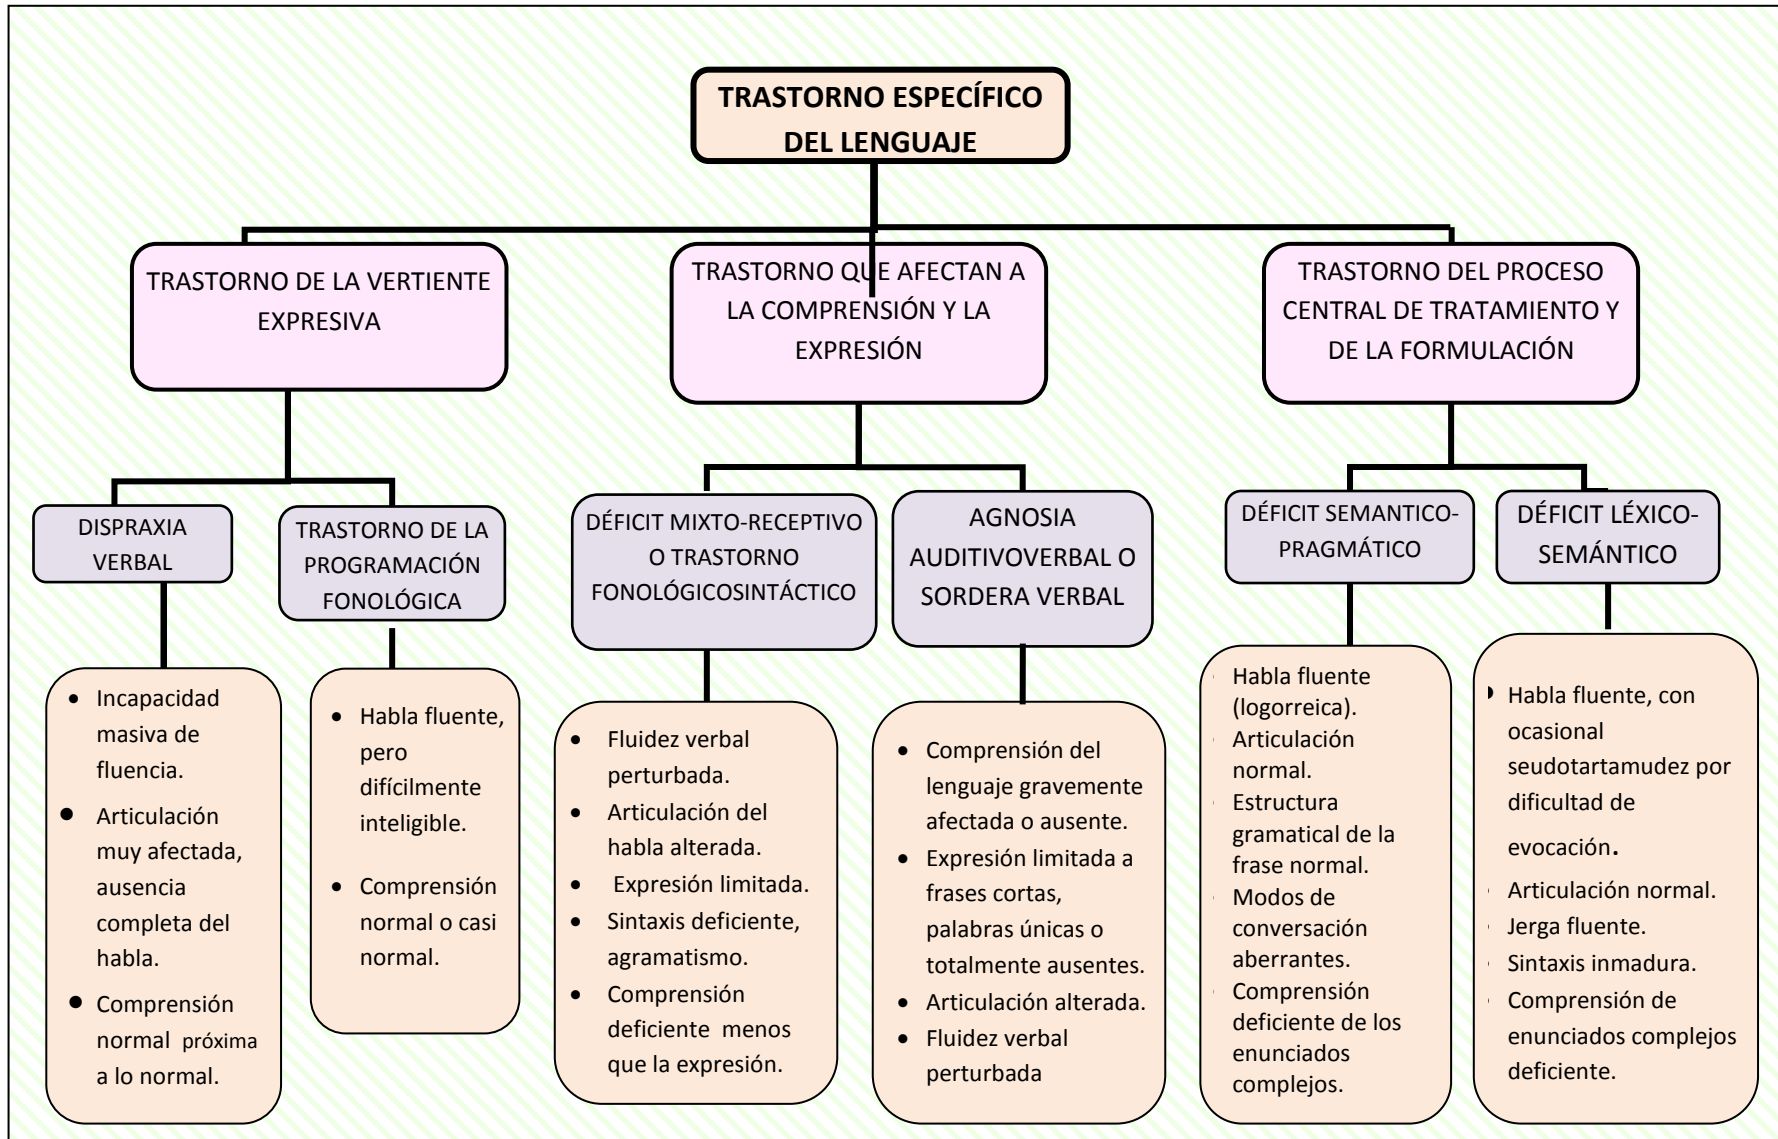 TRASTORNO ESPECÍFICO
DEL LENGUAJE
TRASTORNO DE LA VERTIENTE
EXPRESIVA
TRASTORNO QUE AFECTAN A
LA COMPRENSIÓN Y LA
EXPRESIÓN
TRASTORNO DEL PROCESO
CENTRAL DE TRATAMIENTO Y
DE LA FORMULACIÓN
DISPRAXIA
VERBAL
TRASTORNO DE LA
PROGRAMACIÓN
FONOLÓGICA
DÉFICIT MIXTO-RECEPTIVO
O TRASTORNO
FONOLÓGICOSINTÁCTICO
AGNOSIA
AUDITIVOVERBAL O
SORDERA VERBAL
DÉFICIT SEMANTICO-
PRAGMÁTICO
DÉFICIT LÉXICO-
SEMÁNTICO
• Incapacidad
masiva de
fluencia.
• Articulación
muy afectada,
ausencia
completa del
habla.
• Comprensión
normal próxima
a lo normal.
• Habla fluente,
pero
difícilmente
inteligible.
• Comprensión
normal o casi
normal.
• Fluidez verbal
perturbada.
• Articulación del
habla alterada.
• Expresión limitada.
• Sintaxis deficiente,
agramatismo.
• Comprensión
deficiente menos
que la expresión.
• Comprensión del
lenguaje gravemente
afectada o ausente.
• Expresión limitada a
frases cortas,
palabras únicas o
totalmente ausentes.
• Articulación alterada.
• Fluidez verbal
perturbada
Habla fluente
(logorreica).
Articulación
normal.
Estructura
gramatical de la
frase normal.
Modos de
conversación
aberrantes.
Comprensión
deficiente de los
enunciados
complejos.
• Habla fluente, con
ocasional
seudotartamudez por
dificultad de
evocación.
• Articulación normal.
• Jerga fluente.
• Sintaxis inmadura.
• Comprensión de
enunciados complejos
deficiente.